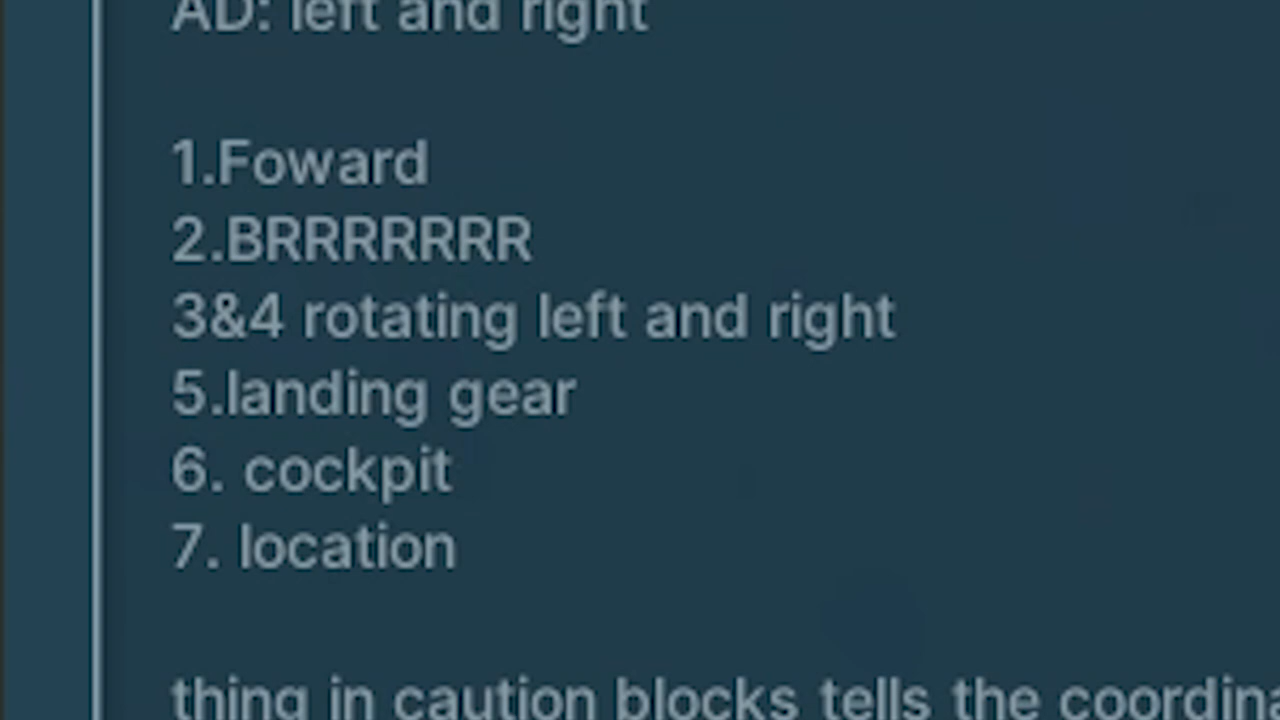 AD: left and right
1.Foward
2.BRRRRRRR
3&4 rotating left and right
5.landing gear
6. cockpit
7. location
thing in caution blocks tells the